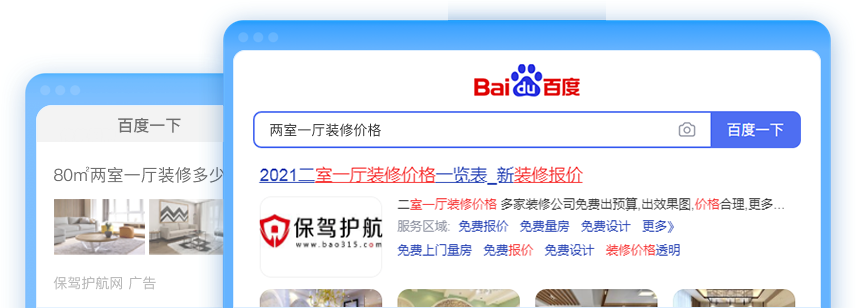 百度一下
80㎡两室一厅装修多少
保驾护航网 广告
Bai du 百度
两室一厅装修价格
百度一下
2021二室一厅装修价格一览表_新装修报价
保驾护航
www.bao315.com
二室一厅装修价格 多家装修公司免费出预算,出效果图,价格合理,更多...
服务区域: 免费报价 免费量房 免费设计 更多》
免费上门量房 免费报价 免费设计 装修价格透明